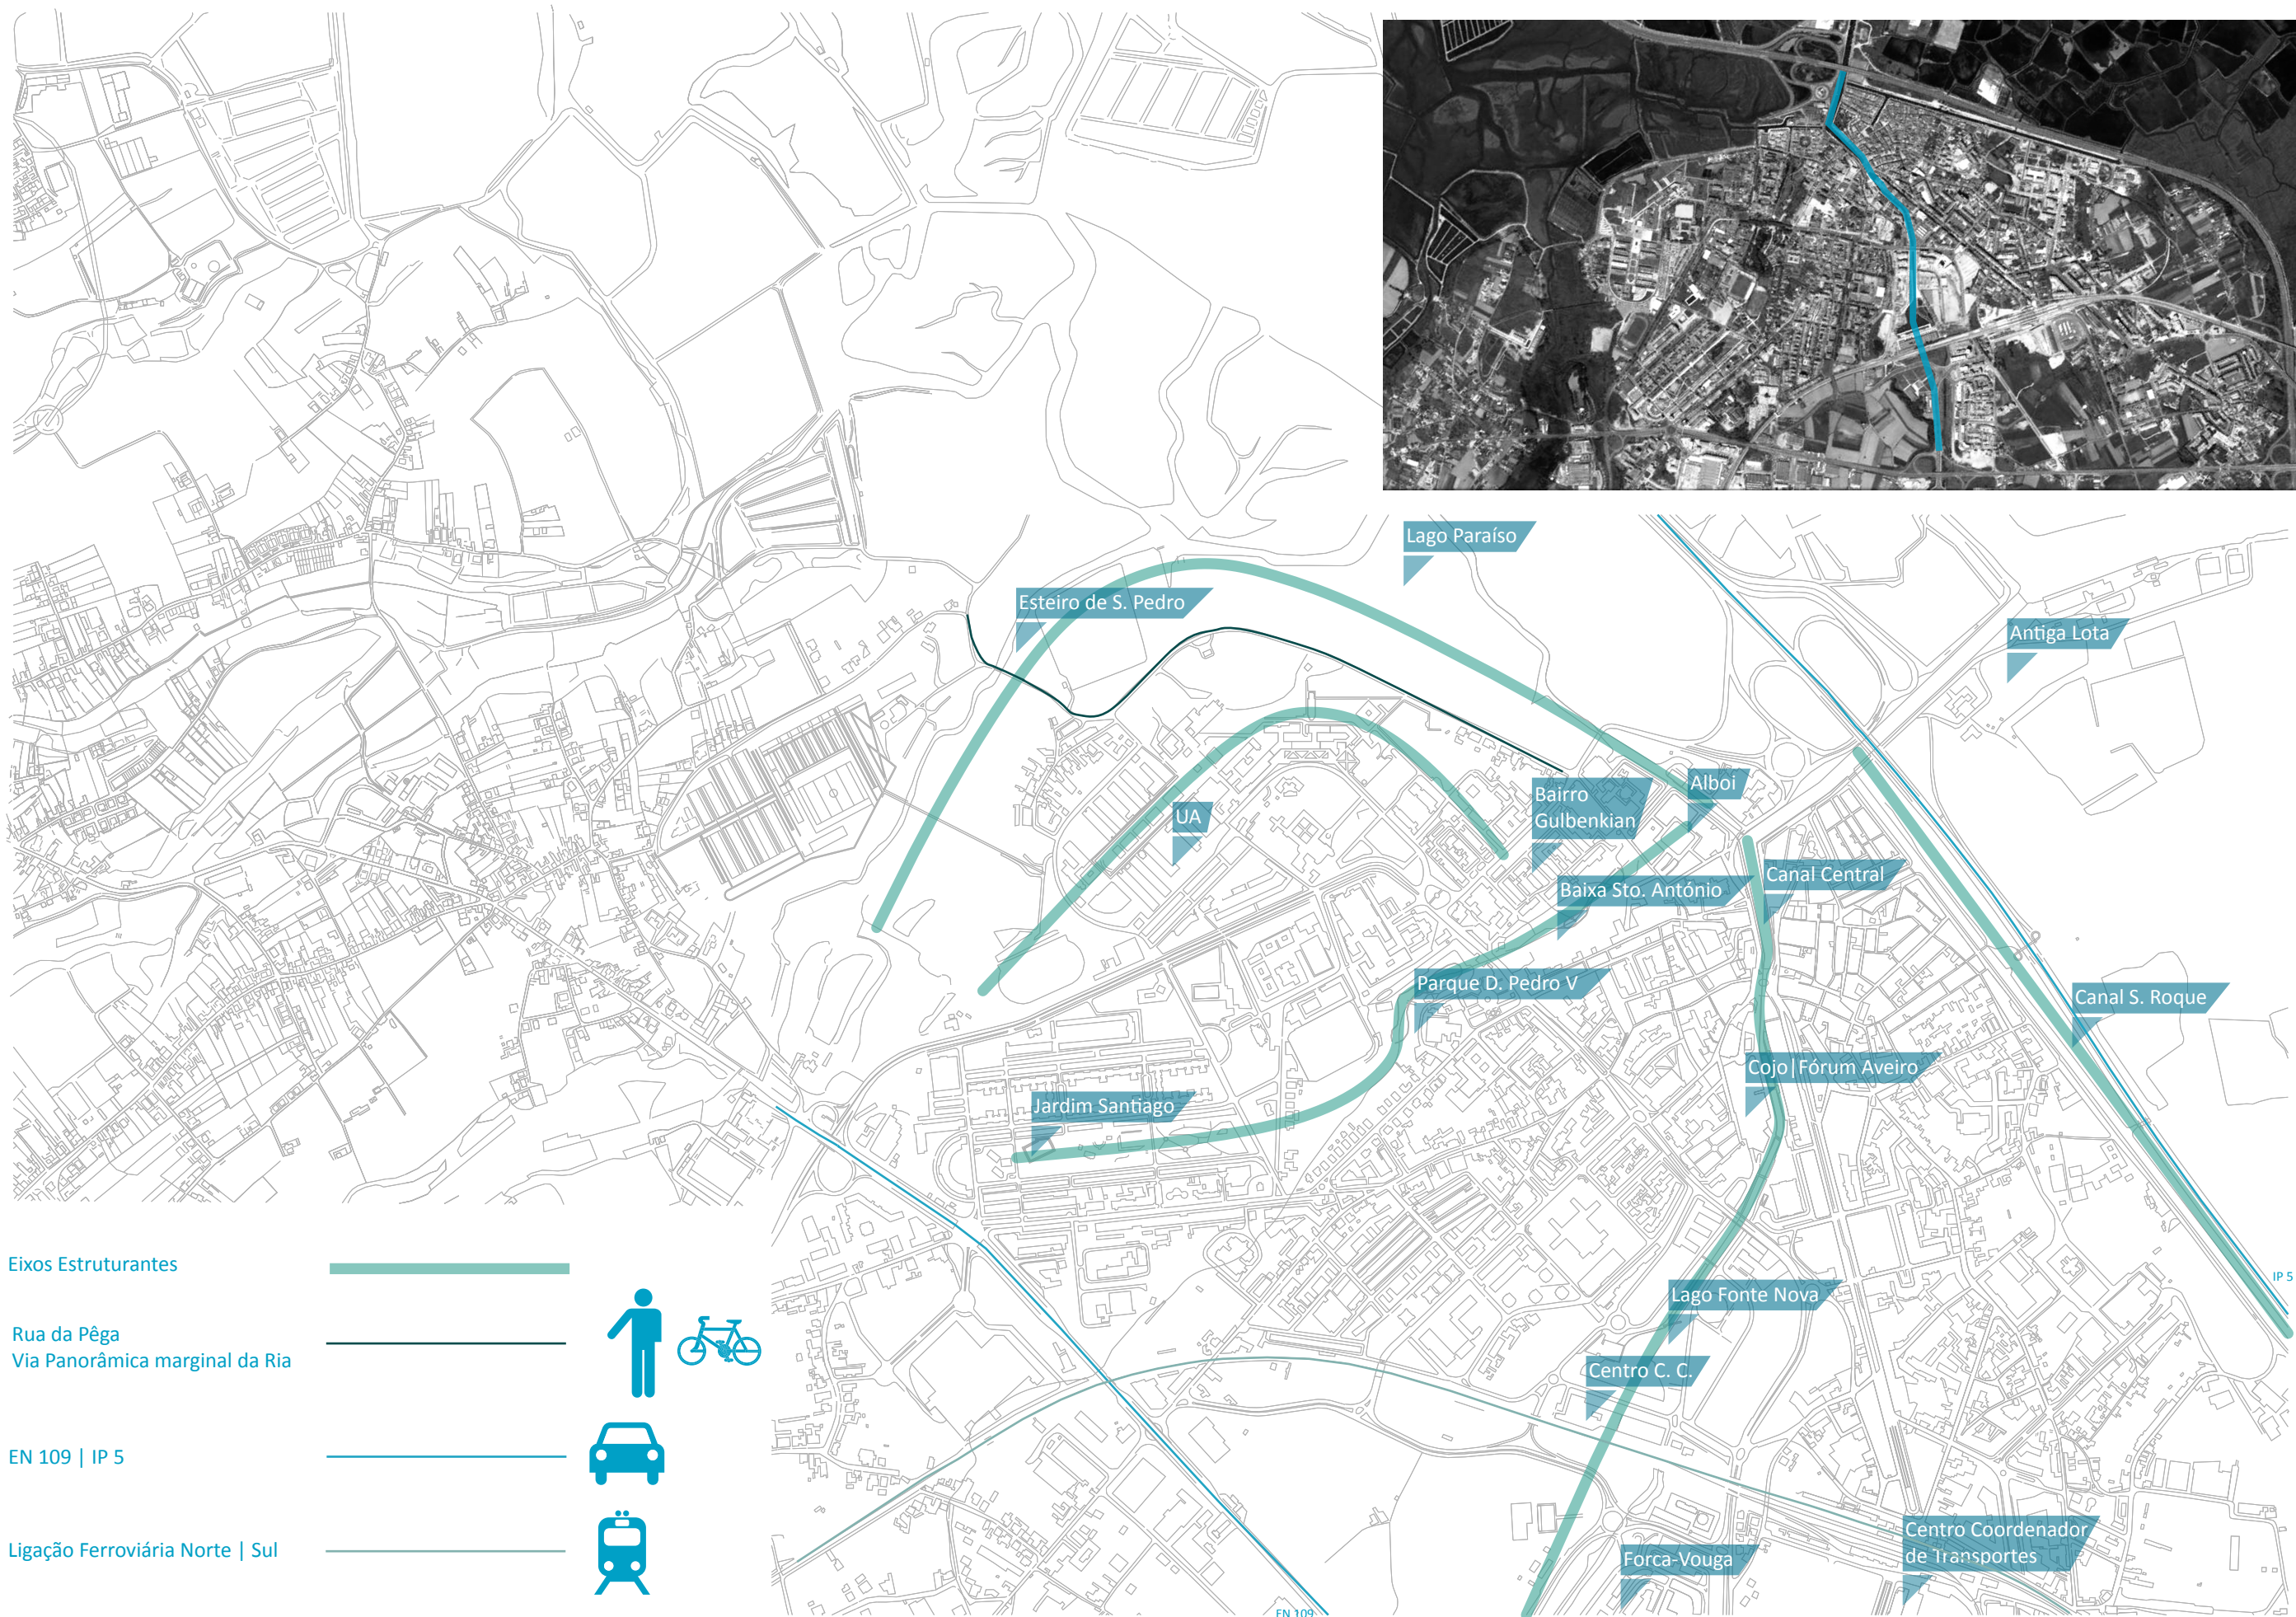 Lago Paraíso
Esteiro de S. Pedro
Antiga Lota
Alboi
Bairro
Gulbenkian
UA
Canal Central
Baixa Sto. António
Parque D. Pedro V
Canal S. Roque
Cojo|Fórum Aveiro
Jardim Santiago
IP 5
Lago Fonte Nova
Centro C. C.
Centro Coordenador
de Transportes
Forca-Vouga
EN 109
Eixos Estruturantes
Rua da Pêga
Via Panorâmica marginal da Ria
EN 109 | IP 5
Ligação Ferroviária Norte | Sul